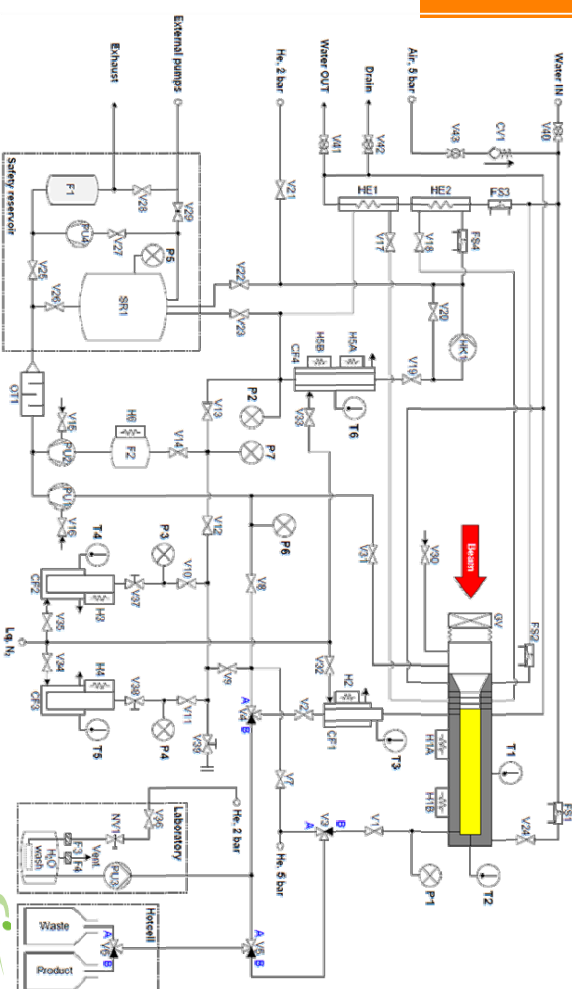 Water IN
V40
Air, 5 bar
V43
CV1
Drain
V42
Water OUT
V41
He, 2 bar
V21
External pumps
Exhaust
HE1
HE2
FS3
V17
V18
FS4
F1
V28
V29
PU4
V27
P5
V25
V26
SR1
Safety reservoir
V22
V23
V20
HK1
V19
H5B
H5A
CF4
T6
V33
P2
V13
OT1
V15
PU2
H6
F2
V14
P7
PU1
V16
V12
P6
V31
Beam
V30
GV
FS2
FS1
T1
H1A
H1B
V24
T2
T4
P3
CF2
H3
V37
V10
V8
V35
Lq. N₂
V34
CF3
H4
V38
V11
T5
P4
V9
V39
V32
H2
CF1
T3
V2
A
V4
B
V7
V3
A
B
V1
P1
He, 5 bar
He, 2 bar
Laboratory
V36
NV1
F3
F4
Vent.
H₂O
wash
PU3
Hotcell
A
V5
B
A
V6
B
Waste
Product